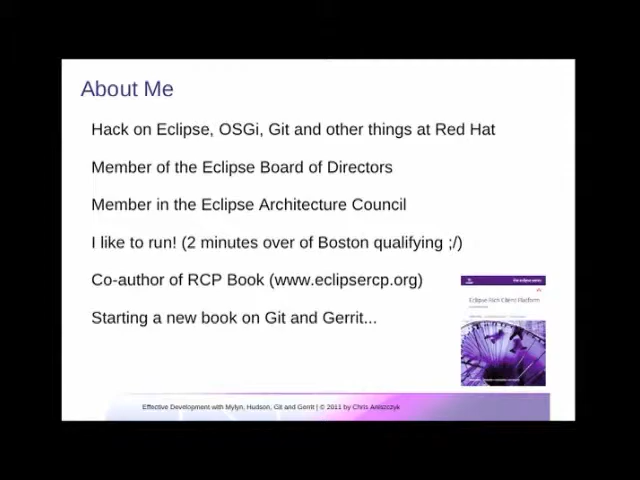 About Me
Hack on Eclipse, OSGi, Git and other things at Red Hat
Member of the Eclipse Board of Directors
Member in the Eclipse Architecture Council
I like to run! (2 minutes over of Boston qualifying ;/)
Co-author of RCP Book (www.eclipsercp.org)
Eclipse Rich Client Platform
Starting a new book on Git and Gerrit...
Effective Development with Mylyn, Hudson, Git and Gerrit | © 2011 by Chris Aniszczyk